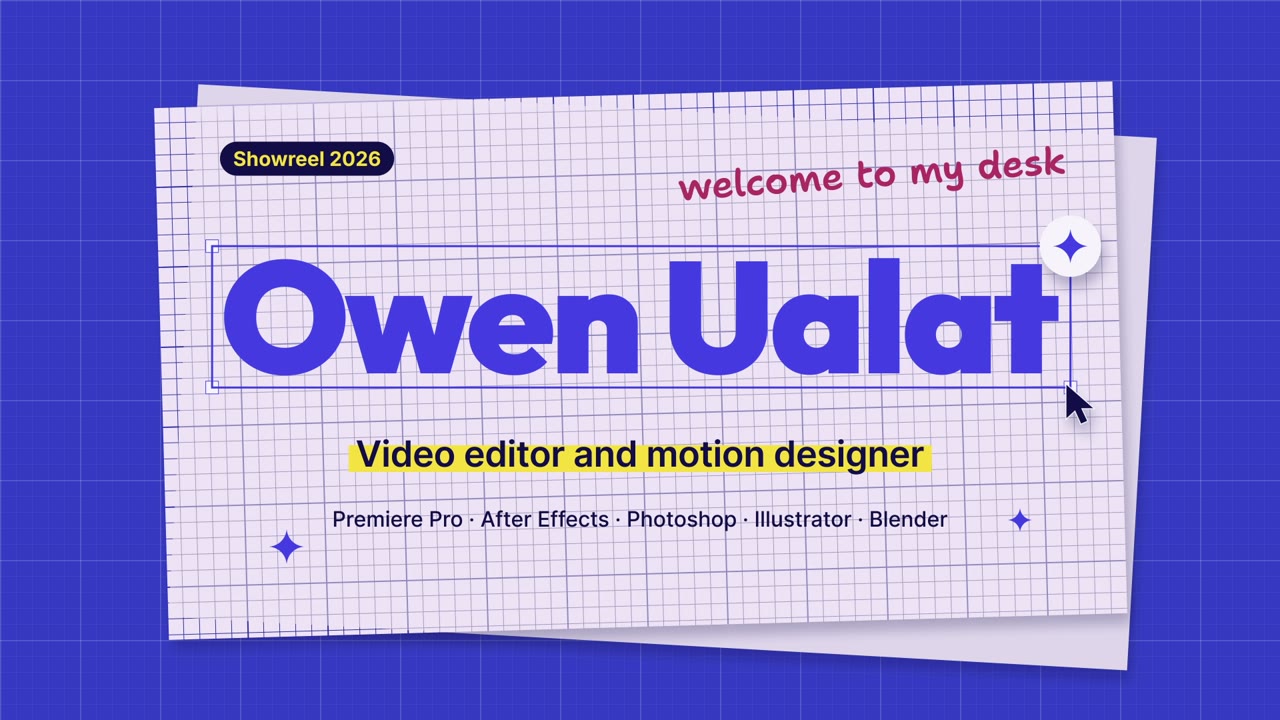 Showreel 2026
welcome to my desk
Owen Ualat
Video editor and motion designer
Premiere Pro · After Effects · Photoshop · Illustrator · Blender